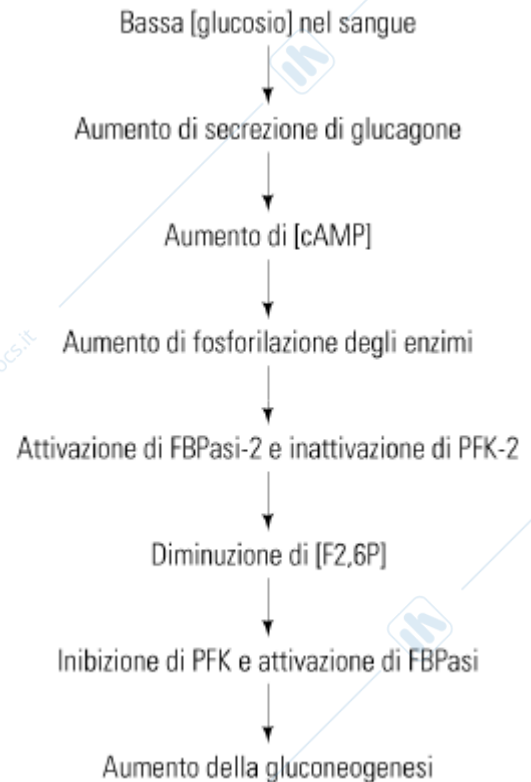 Bassa [glucosio] nel sangue
Aumento di secrezione di glucagone
Aumento di [cAMP]
Aumento di fosforilazione degli enzimi
Attivazione di FBPasi-2 e inattivazione di PFK-2
Diminuzione di [F2,6P]
Inibizione di PFK e attivazione di FBPasi
Aumento della gluconeogenesi
ocs.it